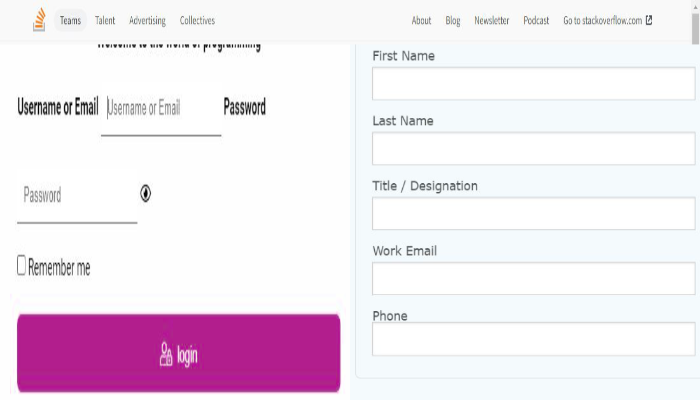 Teams Talent Advertising Collectives About Blog Newsletter Podcast Go to stackoverflow.com
Welcome to the world of programming
Username or Email Username or Email Password
Password
Remember me
login
First Name
Last Name
Title / Designation
Work Email
Phone